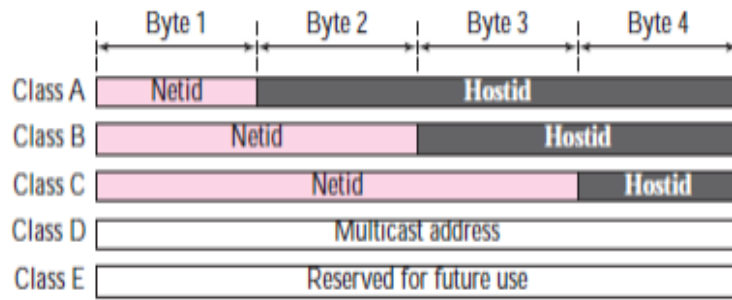 Byte 1 Byte 2 Byte 3 Byte 4
Class A Netid Hostid
Class B Netid Hostid
Class C Netid Hostid
Class D Multicast address
Class E Reserved for future use